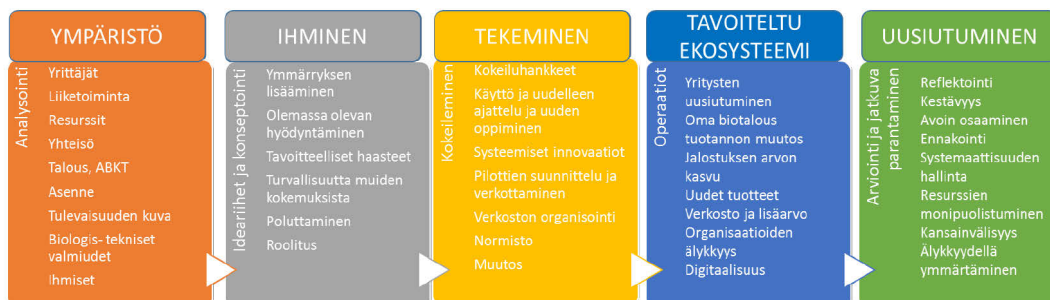 YMPÄRISTÖ
Analysointi
Yrittäjät
Liiketoiminta
Resurssit
Yhteisö
Talous, ABKT
Asenne
Tulevaisuuden kuva
Biologis- tekniset
valmiudet
Ihmiset
IHMINEN
Ideariihet ja konseptointi
Ymmärryksen
lisääminen
Olemassa olevan
hyödyntäminen
Tavoitteelliset haasteet
Turvallisuutta muiden
kokemuksista
Poluttaminen
Roolitus
TEKEMINEN
Kokeileminen
Kokeiluhankkeet
Käyttö ja uudelleen
ajattelu ja uuden
oppiminen
Systeemiset innovaatiot
Pilottien suunnittelu ja
verkottaminen
Verkoston organisointi
Normisto
Muutos
TAVOITELTU
EKOSYSTEEMI
Operaatiot
Yritysten
uusiutuminen
Oma biotalous
tuotannon muutos
Jalostuksen arvon
kasvu
Uudet tuotteet
Verkosto ja lisäarvo
Organisaatioiden
älykkyys
Digitaalisuus
UUSIUTUMINEN
Arviointi ja jatkuva
parantaminen
Reflektointi
Kestävyys
Avoin osaaminen
Ennakointi
Systemaattisuuden
hallinta
Resurssien
monipuolistuminen
Kansainvälisyys
Älykkyydellä
ymmärtäminen